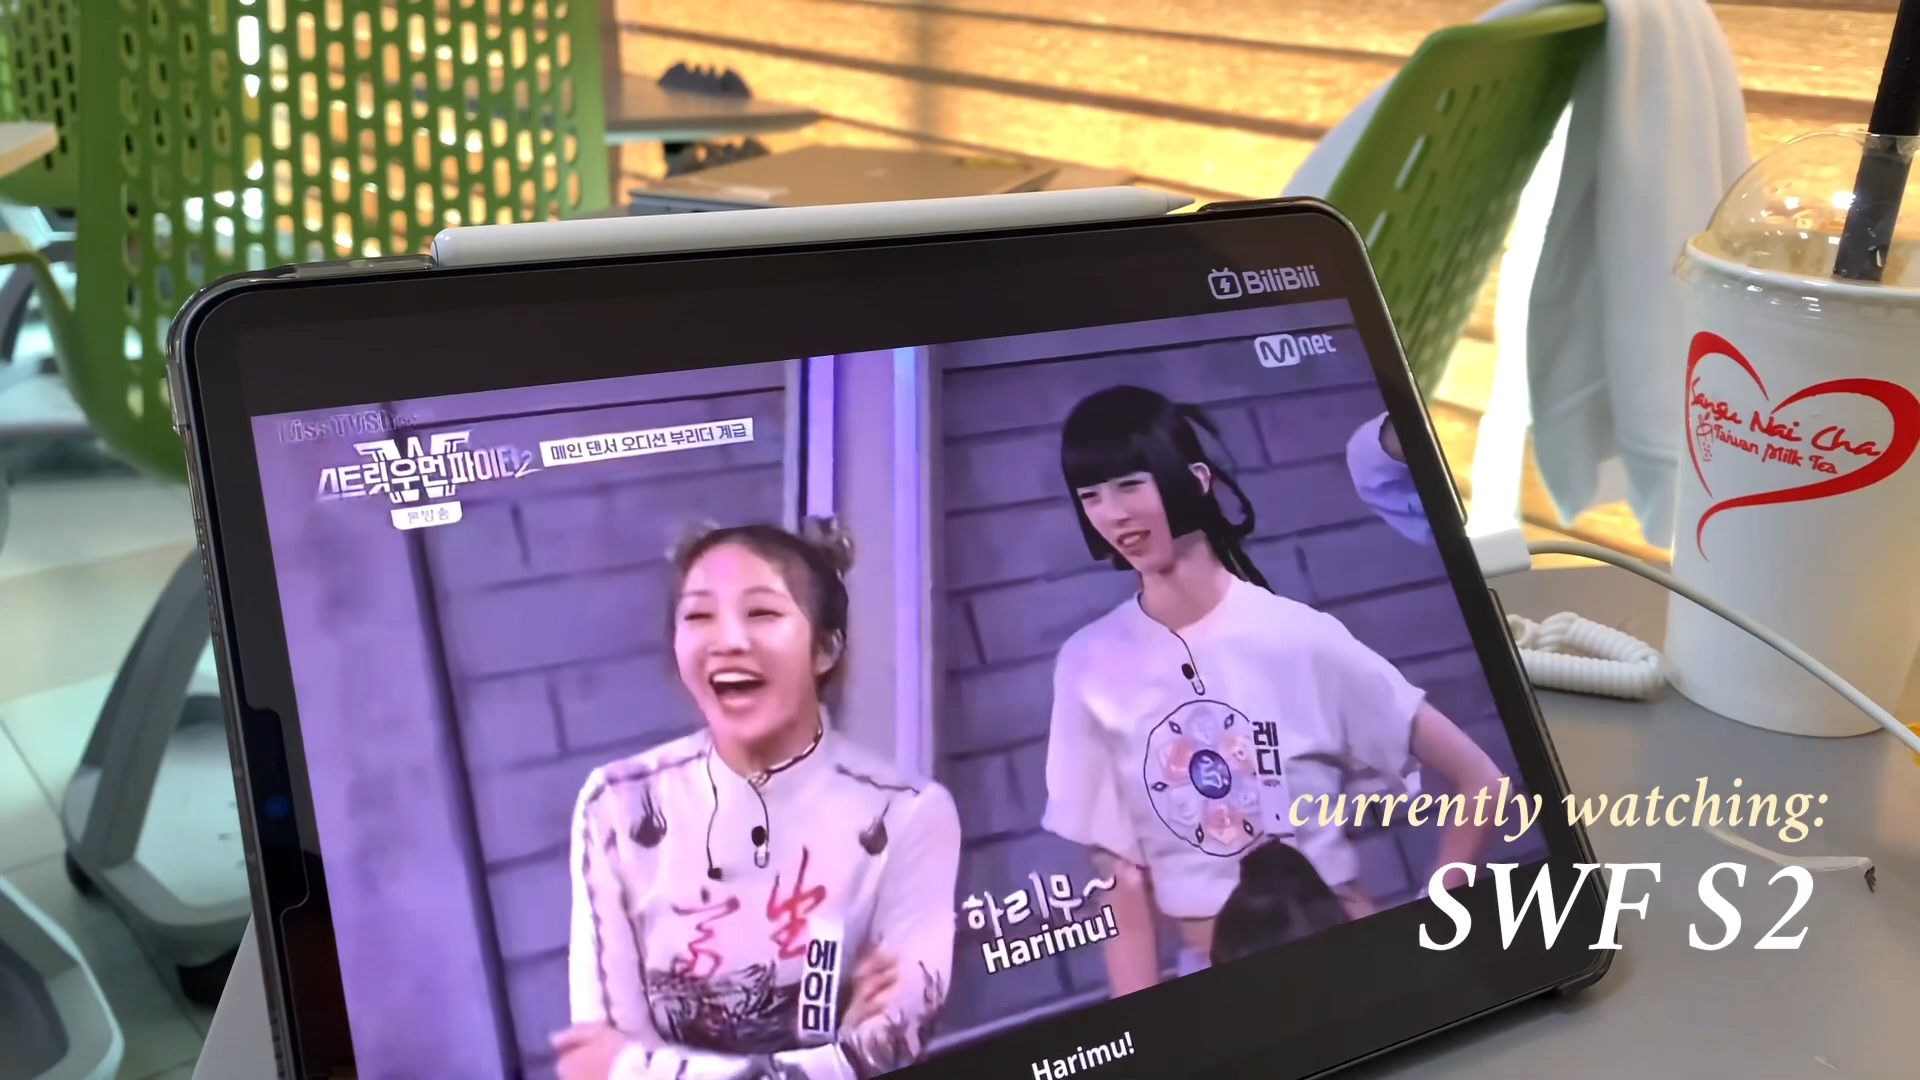 BiliBili
Mnet
스트릿우먼파이터2
메인 댄서 오디션 부리더 계급
본방송
Sansu Nai Cha
Taiwan Milk Tea
레디
currently watching:
SWF S2
하리무~
Harimu!
에이미
Harimu!